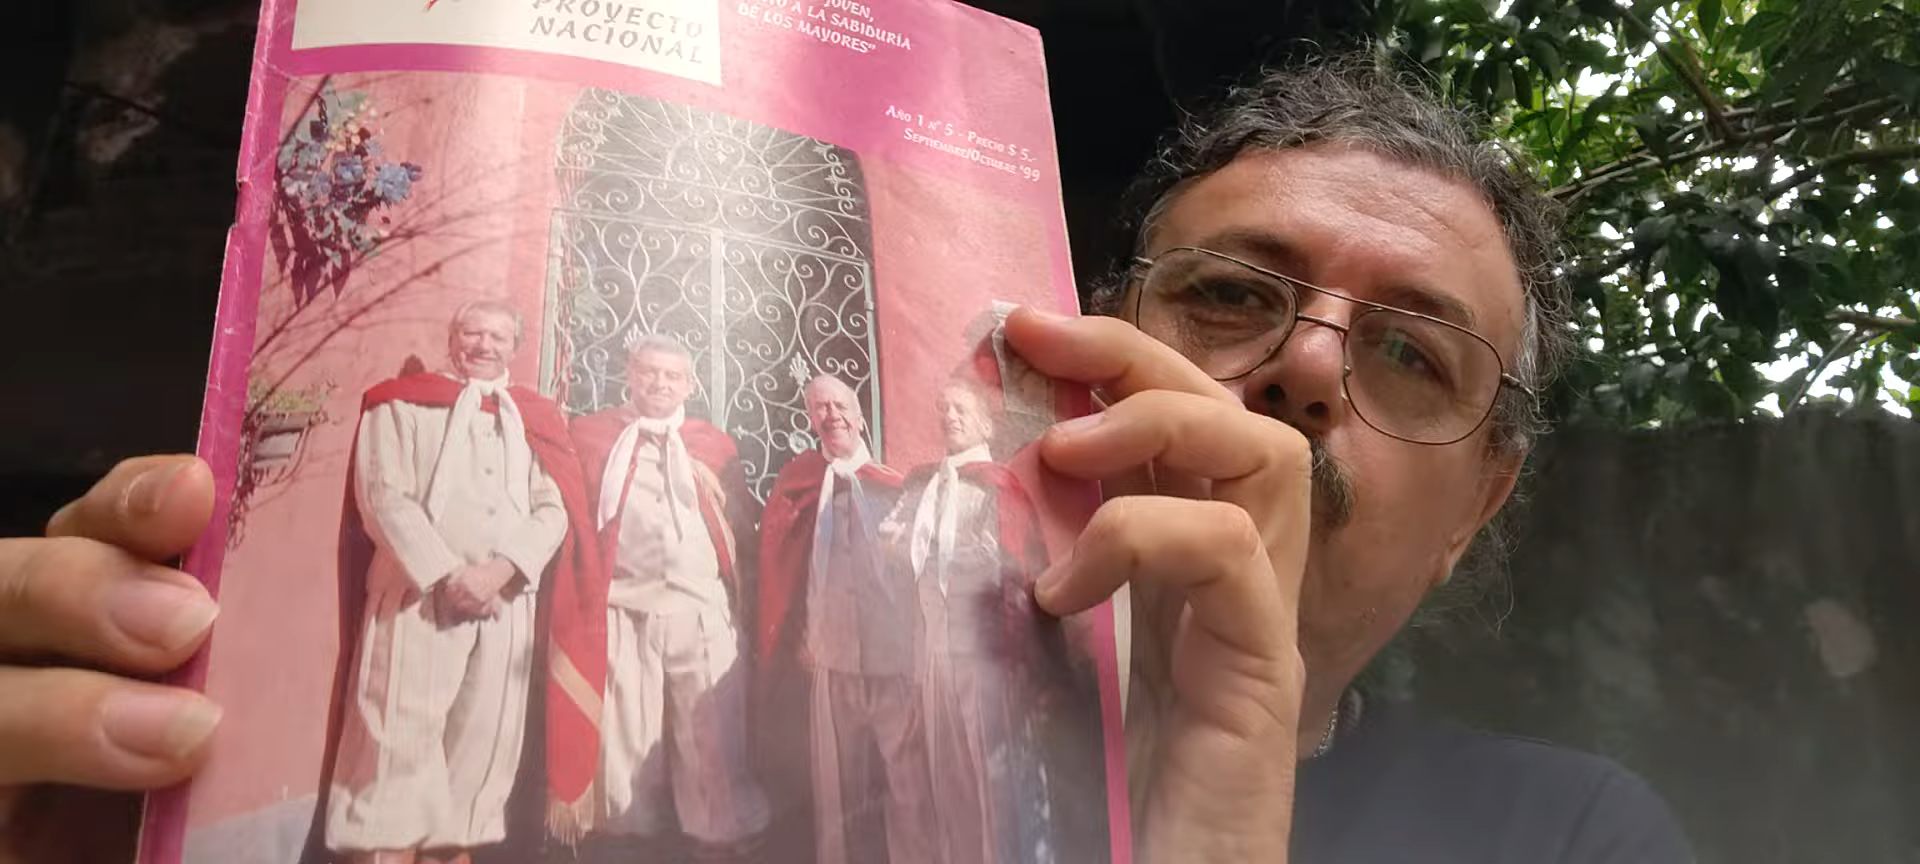 PROYECTO
NACIONAL
JOVEN,
A LA SABIDURÍA
DE LOS MAYORES"
Año 1 nº 5 - Precio $ 5.-
Septiembre/Octubre '99